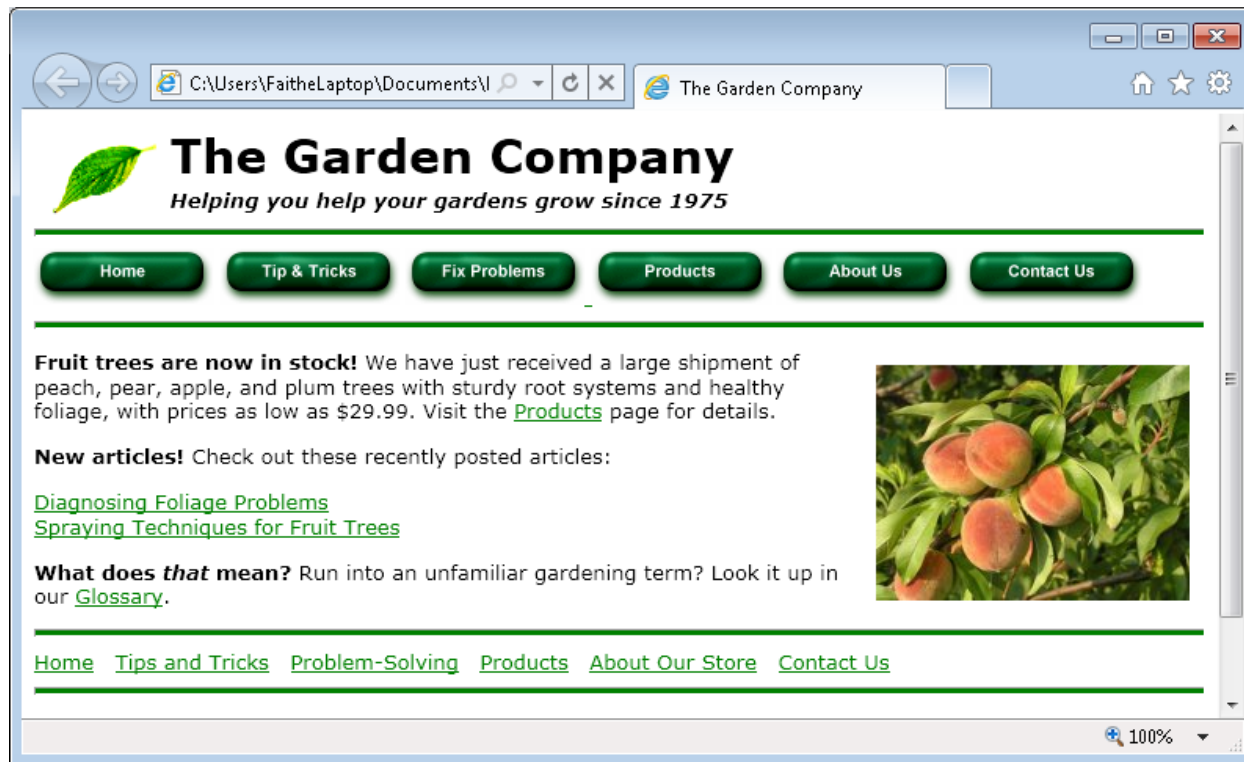 C:\Users\FaitheLaptop\Documents\
The Garden Company
The Garden Company
Helping you help your gardens grow since 1975
Home Tip & Tricks Fix Problems Products About Us Contact Us
Fruit trees are now in stock! We have just received a large shipment of
peach, pear, apple, and plum trees with sturdy root systems and healthy
foliage, with prices as low as $29.99. Visit the Products page for details.
New articles! Check out these recently posted articles:
Diagnosing Foliage Problems
Spraying Techniques for Fruit Trees
What does that mean? Run into an unfamiliar gardening term? Look it up in
our Glossary.
Home Tips and Tricks Problem-Solving Products About Our Store Contact Us
100%